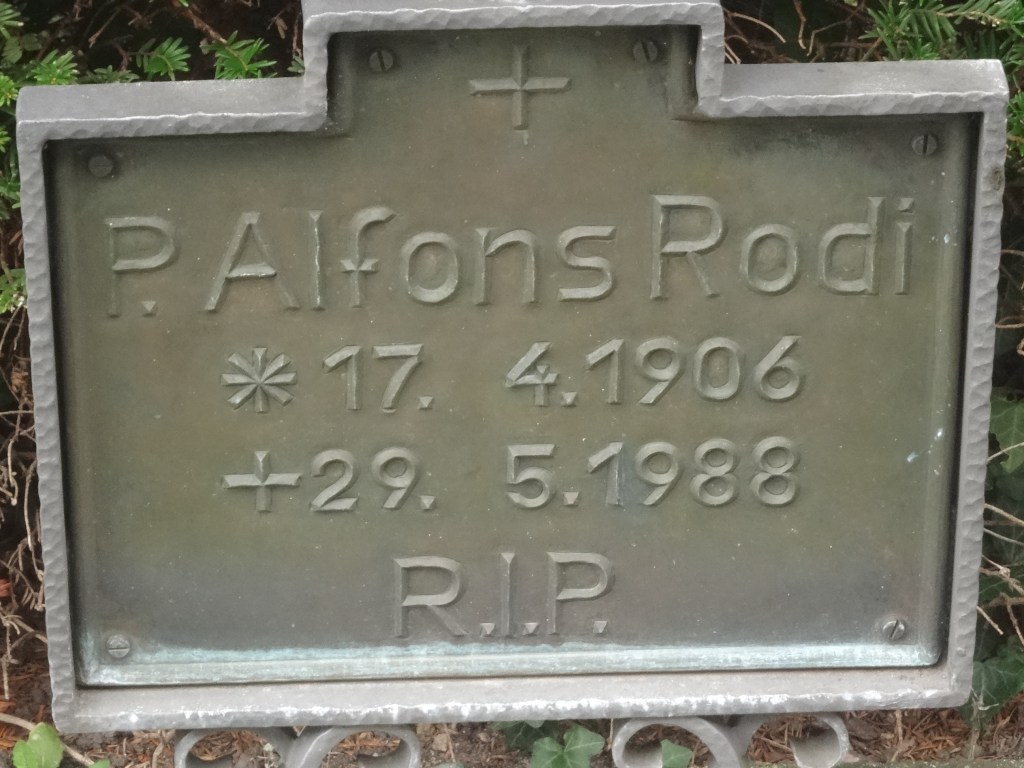 P. Alfons Rodi
* 17. 4.1906
+ 29. 5.1988
R.I.P.